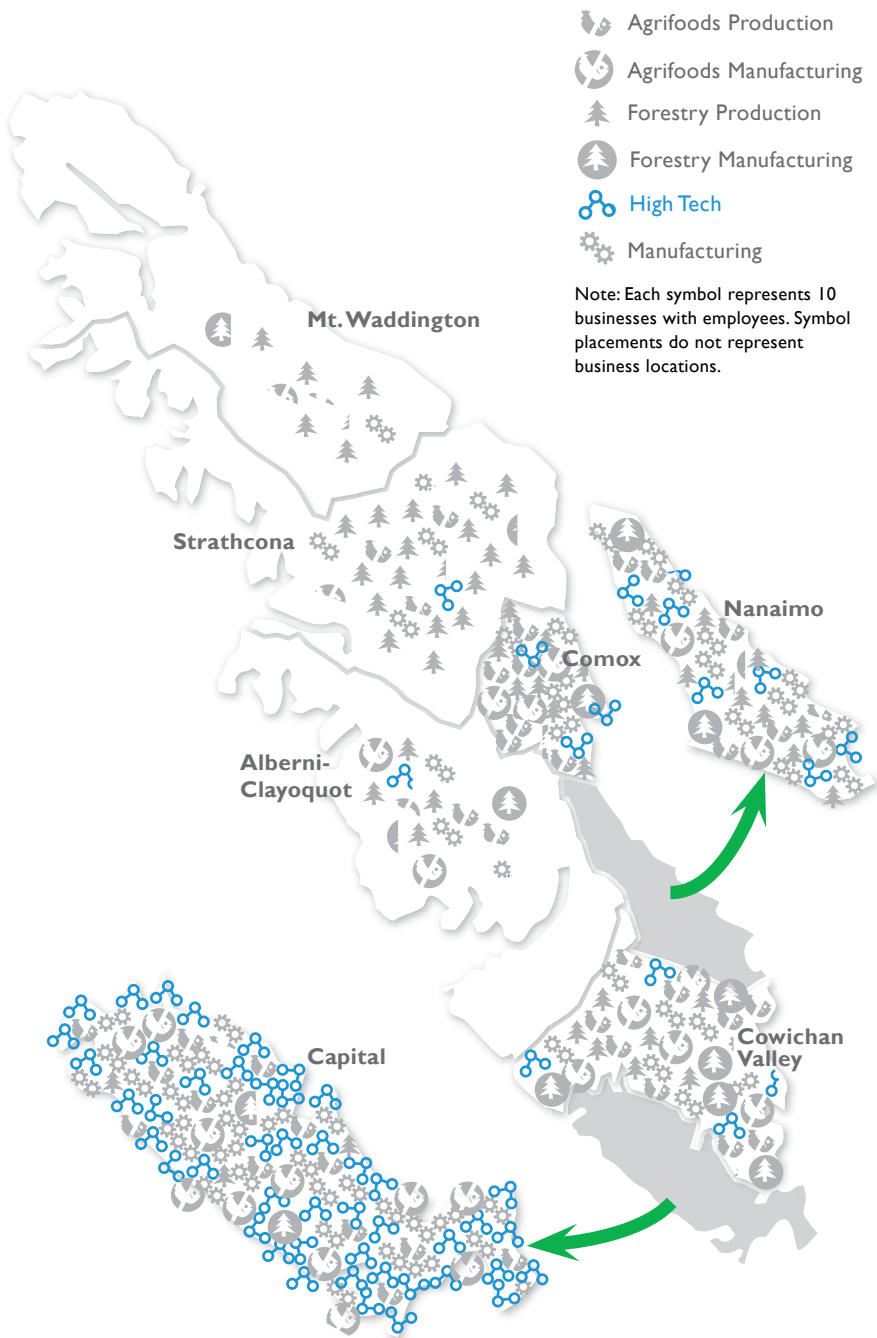 Agrifoods Production
Agrifoods Manufacturing
Forestry Production
Forestry Manufacturing
High Tech
Manufacturing
Note: Each symbol represents 10
businesses with employees. Symbol
placements do not represent
business locations.
Mt. Waddington
Strathcona
Nanaimo
Comox
Alberni-
Clayoquot
Cowichan
Valley
Capital